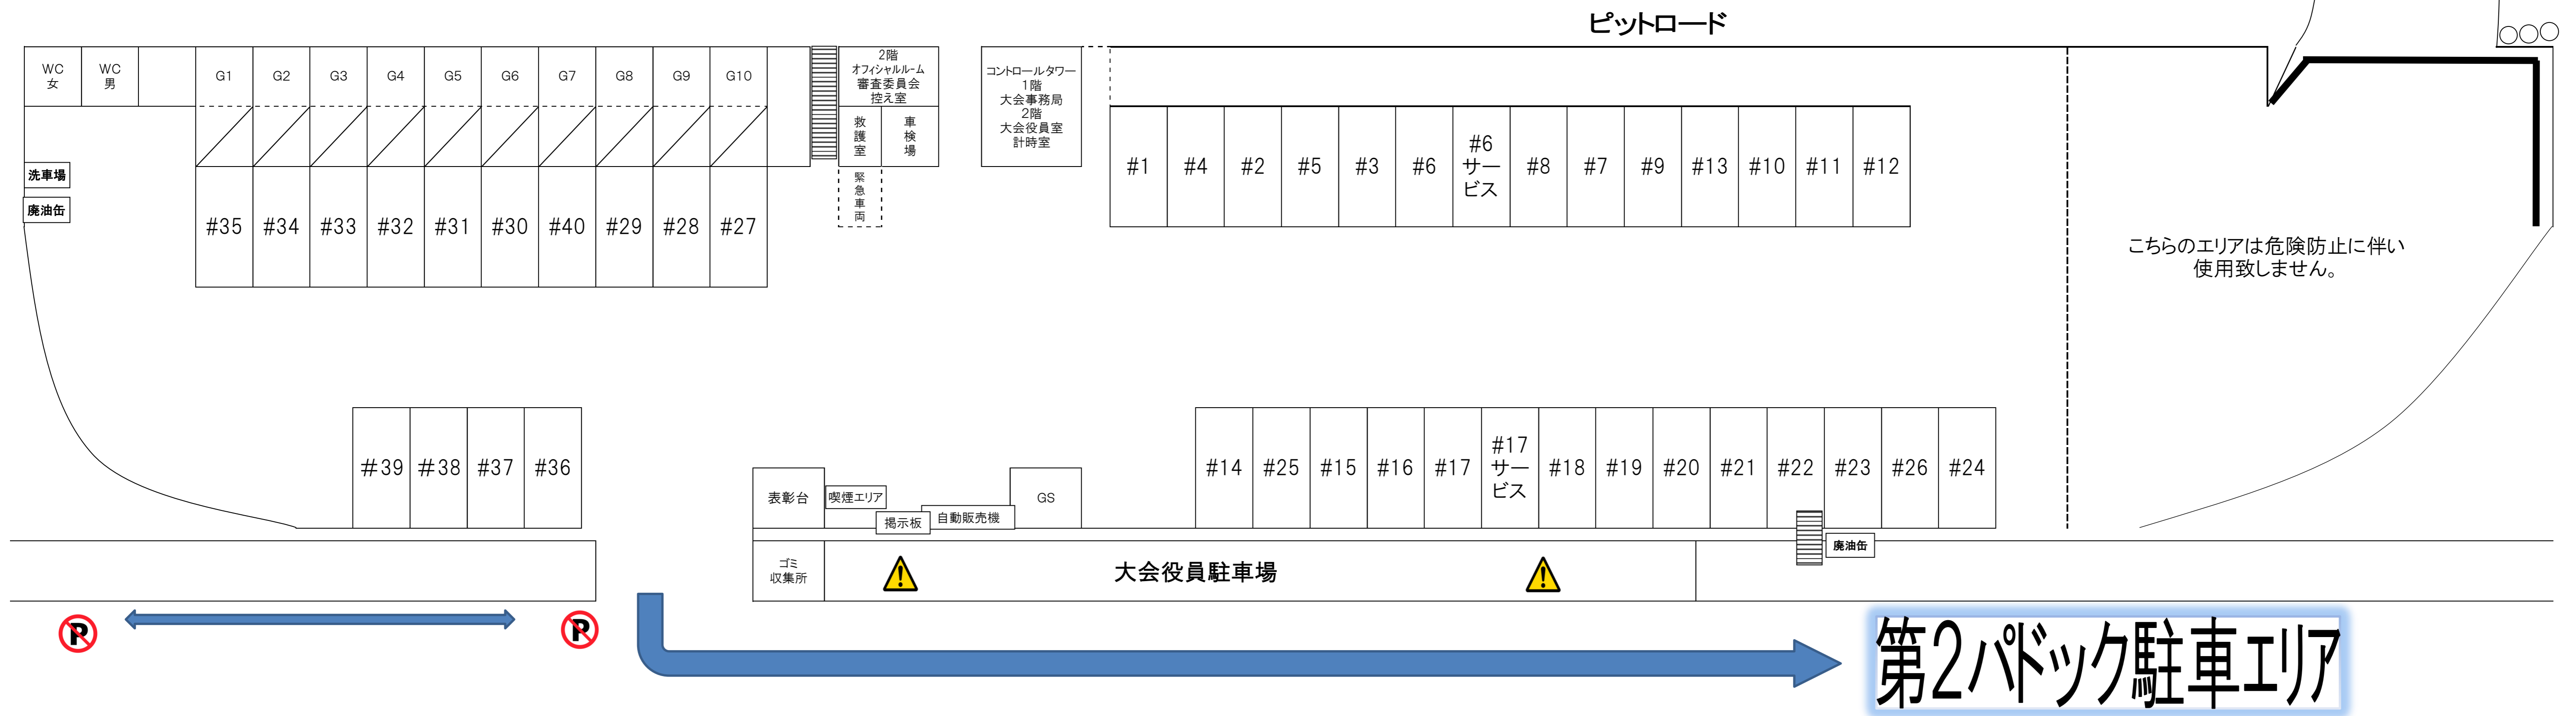 ピットロード
WC
女
WC
男
G1
G2
G3
G4
G5
G6
G7
G8
G9
G10
2階
オフィシャルルーム
審査委員会
控え室
救護室
車検場
緊急車両
コントロールタワー
1階
大会事務局
2階
大会役員室
計時室
#1
#4
#2
#5
#3
#6
#6
サー
ビス
#8
#7
#9
#13
#10
#11
#12
洗車場
廃油缶
#35
#34
#33
#32
#31
#30
#40
#29
#28
#27
こちらのエリアは危険防止に伴い
使用致しません。
#39
#38
#37
#36
表彰台
喫煙エリア
掲示板
自動販売機
GS
#14
#25
#15
#16
#17
#17
サー
ビス
#18
#19
#20
#21
#22
#23
#26
#24
廃油缶
ゴミ
収集所
!
大会役員駐車場
!
P
P
第2パドック駐車エリア